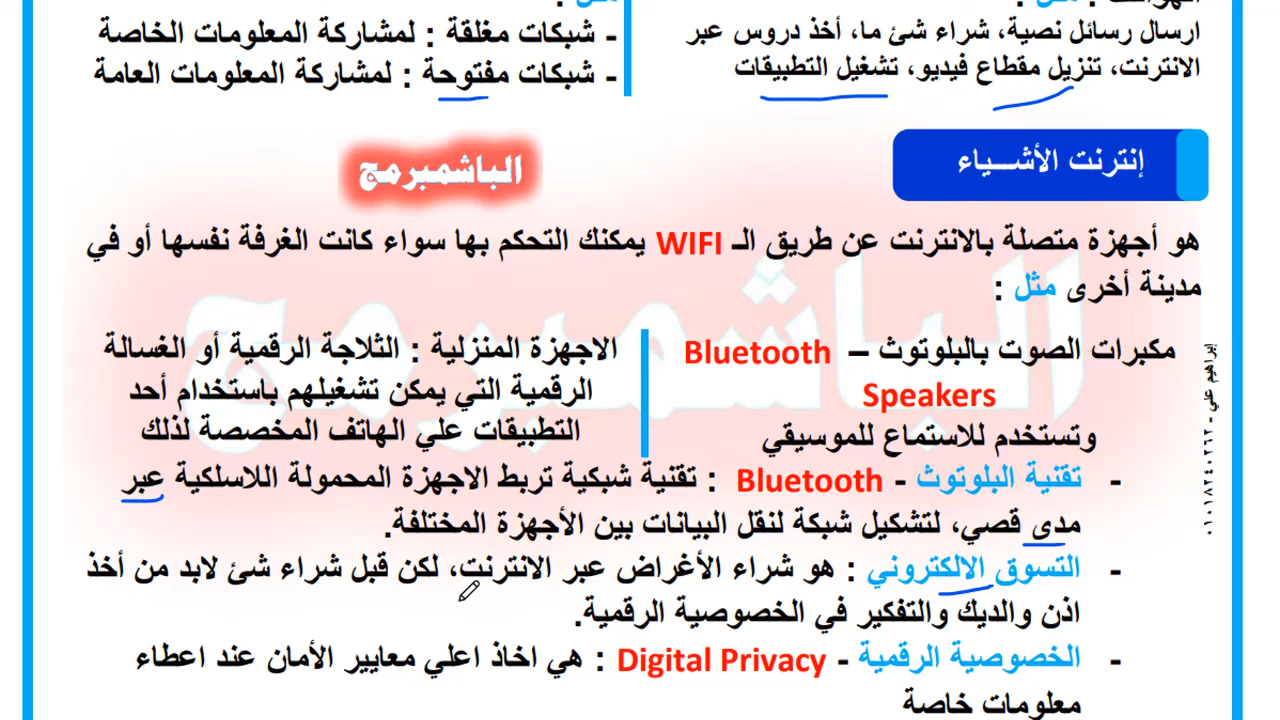 ارسال رسائل نصية، شراء شئ ما، أخذ دروس عبر
الانترنت، تنزيل مقطاع فيديو، تشغيل التطبيقات
- شبكات مغلقة : لمشاركة المعلومات الخاصة
- شبكات مفتوحة : لمشاركة المعلومات العامة
إنترنت الأشياء
الباشمبرمج
هو أجهزة متصلة بالانترنت عن طريق الـ WIFI يمكنك التحكم بها سواء كانت الغرفة نفسها أو في
مدينة أخرى مثل :
مكبرات الصوت بالبلوتوث – Bluetooth
Speakers
وتستخدم للاستماع للموسيقي
الاجهزة المنزلية : الثلاجة الرقمية أو الغسالة
الرقمية التي يمكن تشغيلهم باستخدام أحد
التطبيقات علي الهاتف المخصصة لذلك
- تقنية البلوتوث - Bluetooth : تقنية شبكية تربط الاجهزة المحمولة اللاسلكية عبر
مدى قصي، لتشكيل شبكة لنقل البيانات بين الأجهزة المختلفة.
- التسوق الالكتروني : هو شراء الأغراض عبر الانترنت، لكن قبل شراء شئ لابد من أخذ
اذن والديك والتفكير في الخصوصية الرقمية.
- الخصوصية الرقمية - Digital Privacy : هي اخاذ اعلي معايير الأمان عند اعطاء
معلومات خاصة
الباشمبرمج
إبراهيم علي - ٠١٠١٨٢٤٠٢٦٢